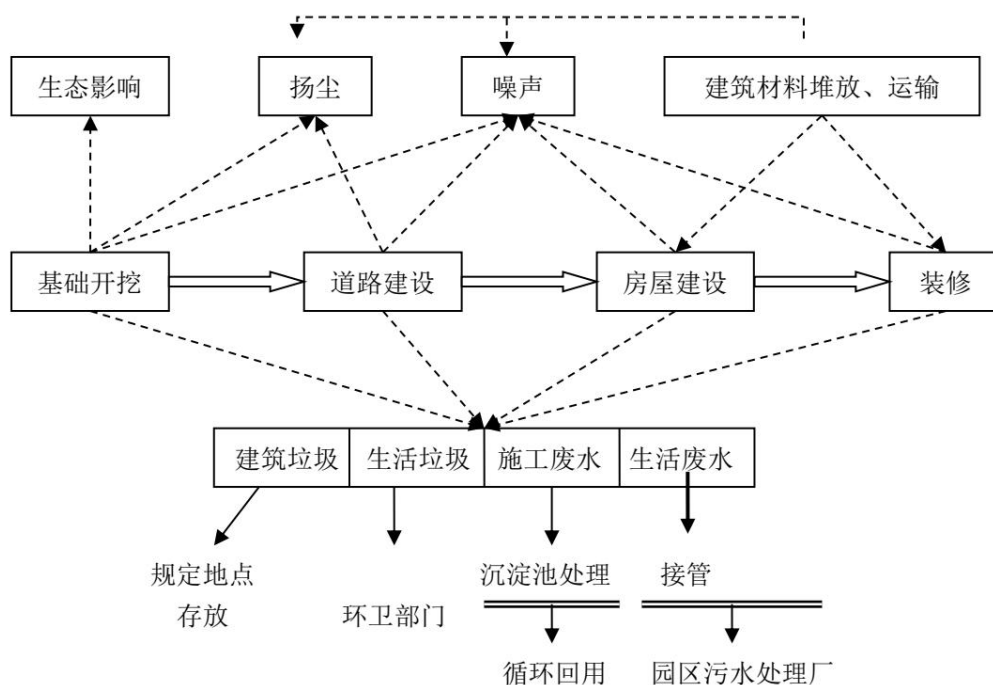 生态影响
扬尘
噪声
建筑材料堆放、运输
基础开挖
道路建设
房屋建设
装修
建筑垃圾
生活垃圾
施工废水
生活废水
规定地点
存放
环卫部门
沉淀池处理
接管
循环回用
园区污水处理厂